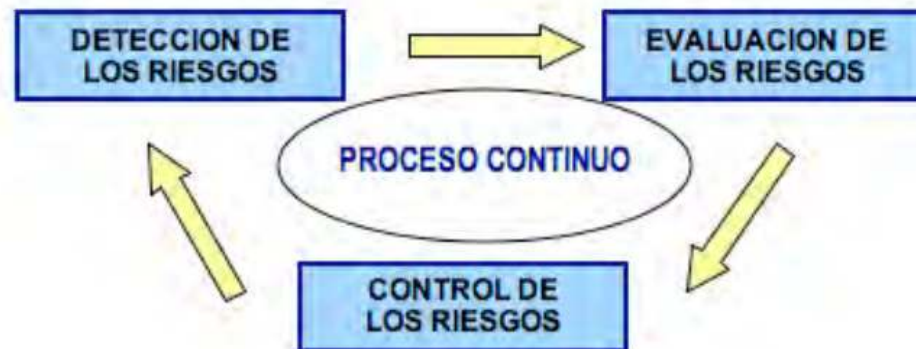 DETECCION DE
LOS RIESGOS
EVALUACION DE
LOS RIESGOS
PROCESO CONTINUO
CONTROL DE
LOS RIESGOS